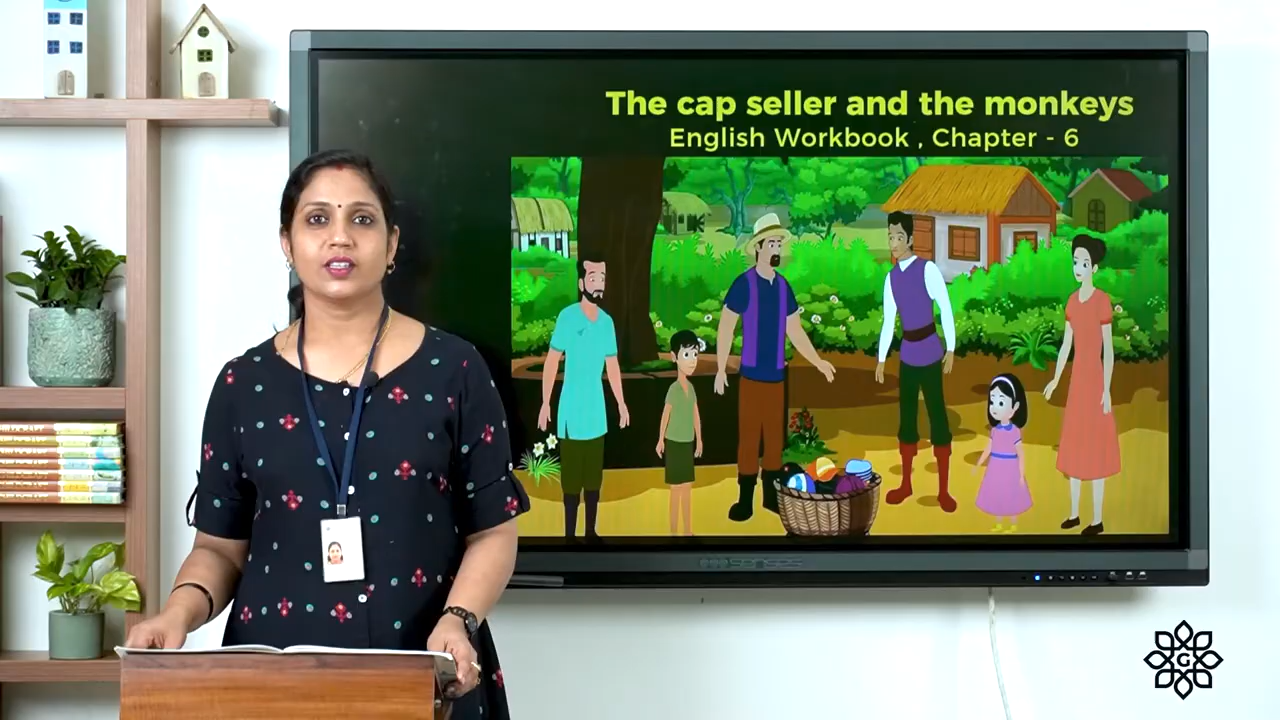 The cap seller and the monkeys
English Workbook , Chapter - 6
G